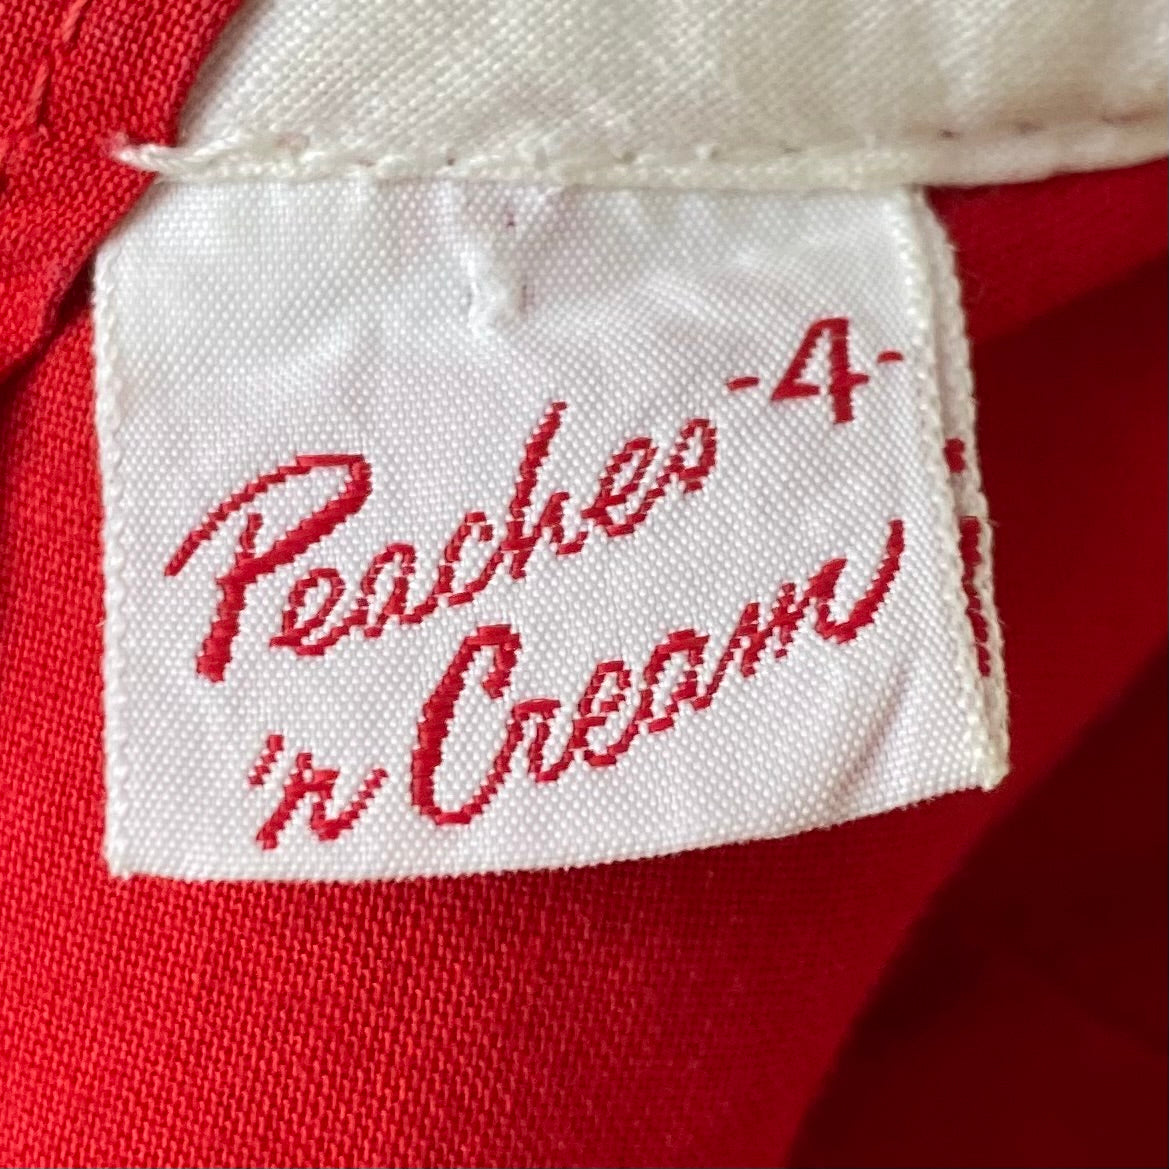 -4-
Peaches
'n Cream